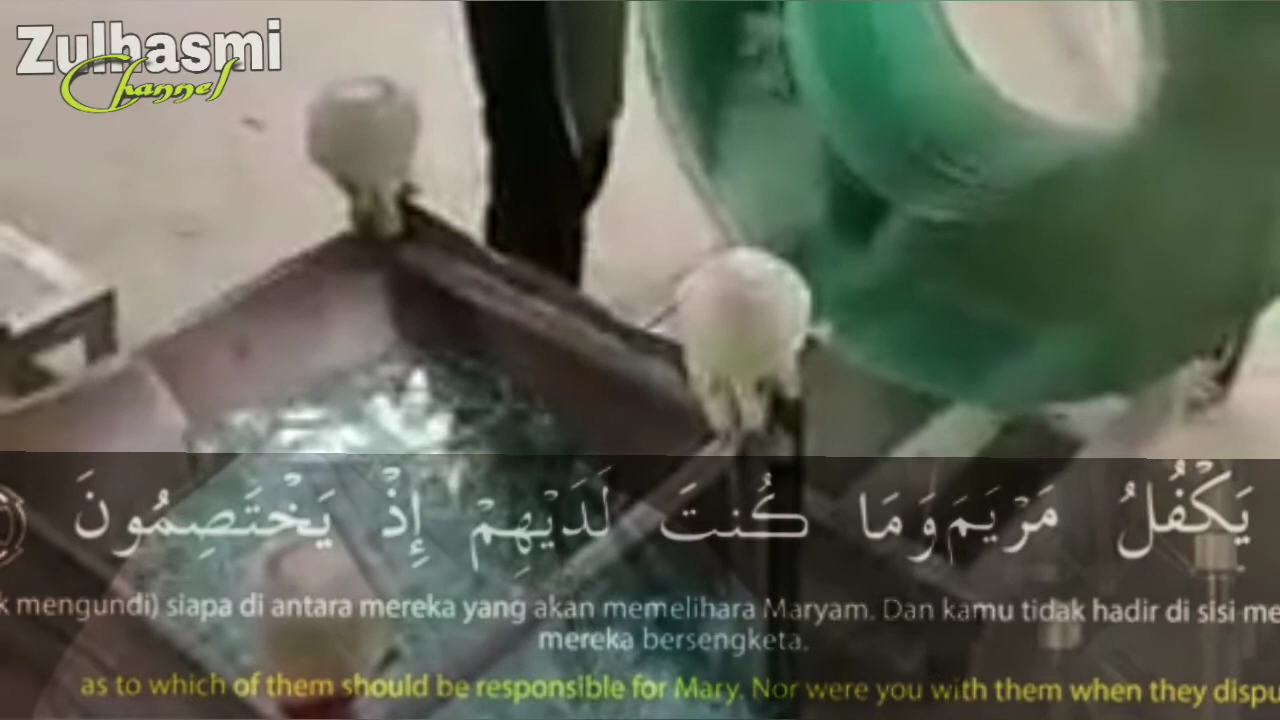 Zulhasmi
Channel
يَكْفُلُ مَرْيَمَ وَمَا كُنتَ لَدَيْهِمْ إِذْ يَخْتَصِمُونَ
mengundi) siapa di antara mereka yang akan memelihara Maryam. Dan kamu tidak hadir di sisi
mereka bersengketa.
as to which of them should be responsible for Mary. Nor were you with them when they